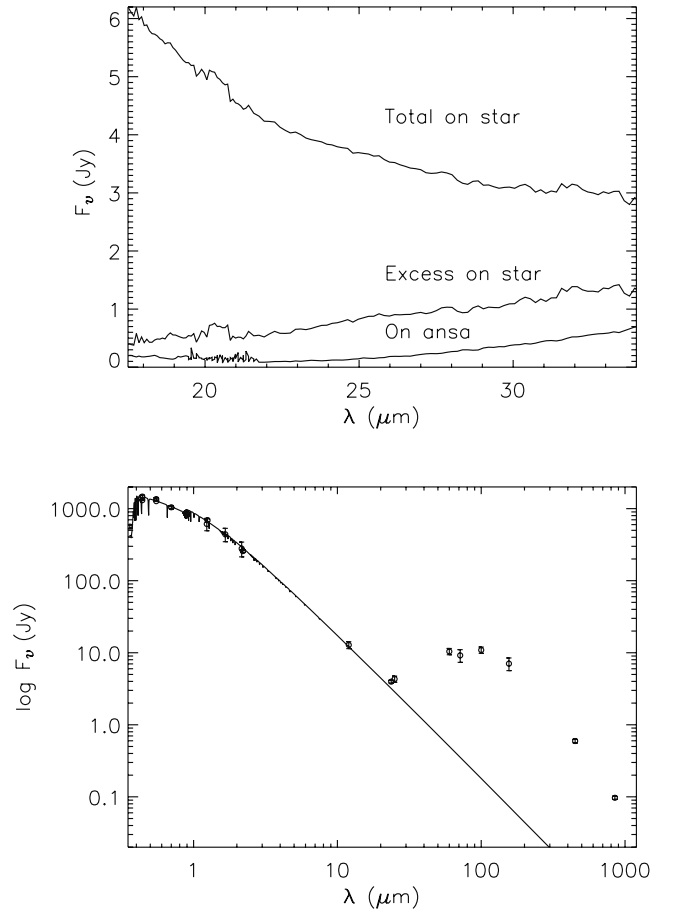 6
5
4
3
2
1
0
F_ν (Jy)
Total on star
Excess on star
On ansa
20 25 30
λ (μm)
1000.0
100.0
10.0
1.0
0.1
log F_ν (Jy)
1 10 100 1000
λ (μm)